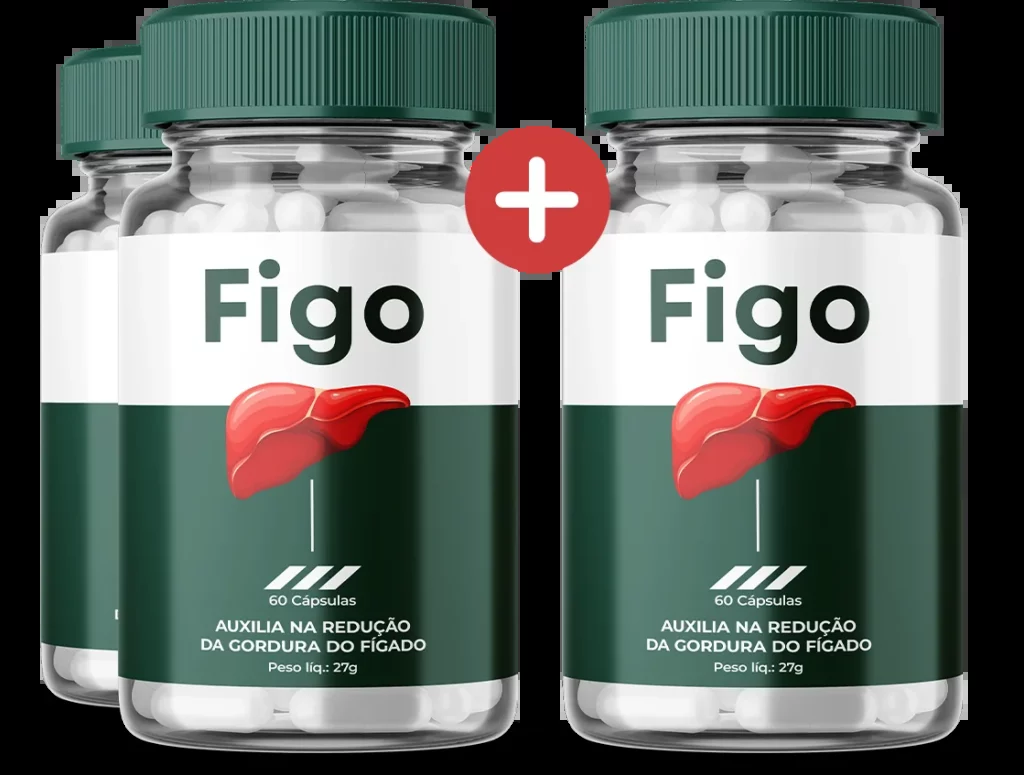 Figo
60 Cápsulas
AUXILIA NA REDUÇÃO
DA GORDURA DO FÍGADO
Peso líq.: 27g
Figo
60 Cápsulas
AUXILIA NA REDUÇÃO
DA GORDURA DO FÍGADO
Peso líq.: 27g